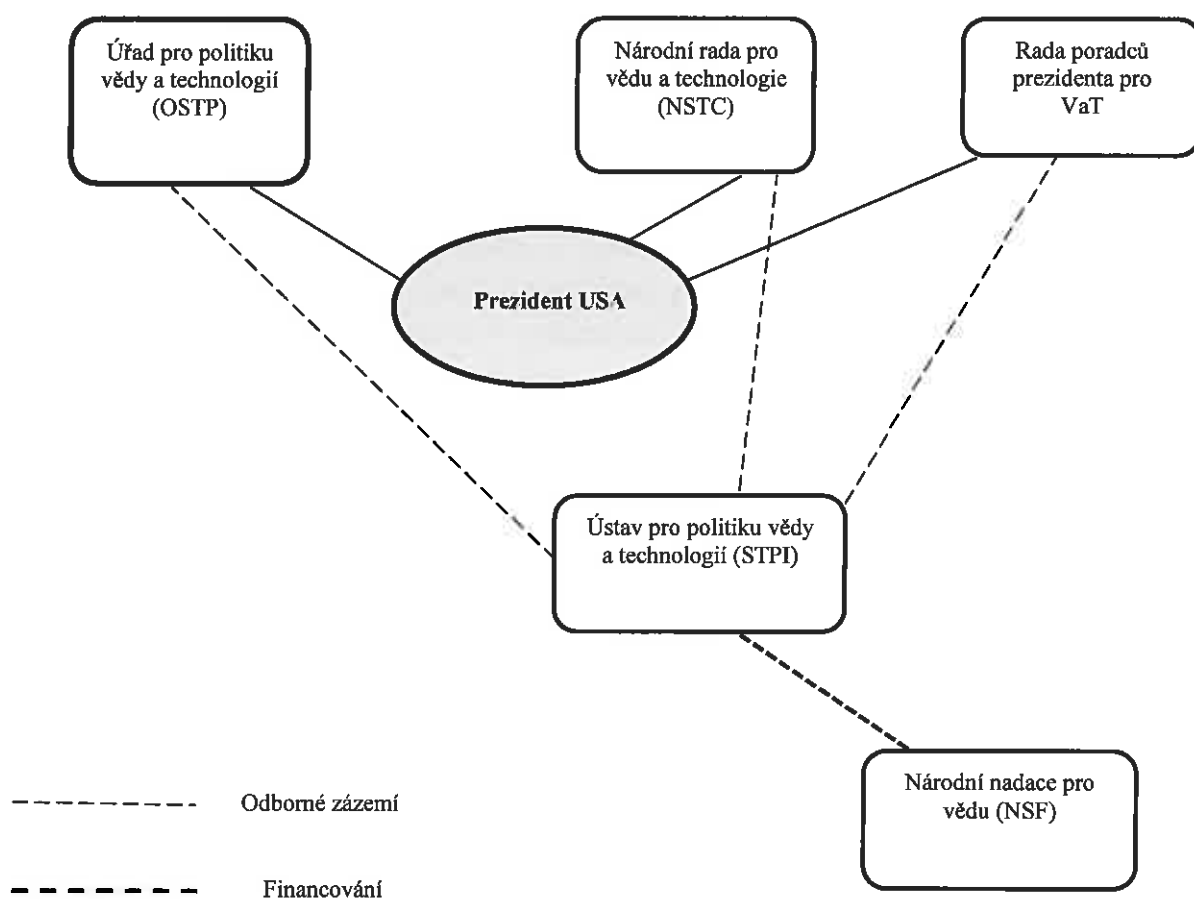 Úřad pro politiku
vědy a technologií
(OSTP)
Národní rada pro
vědu a technologie
(NSTC)
Rada poradců
prezidenta pro
VaT
Prezident USA
Ústav pro politiku vědy
a technologií (STPI)
Národní nadace pro
vědu (NSF)
Odborné zázemí
Financování